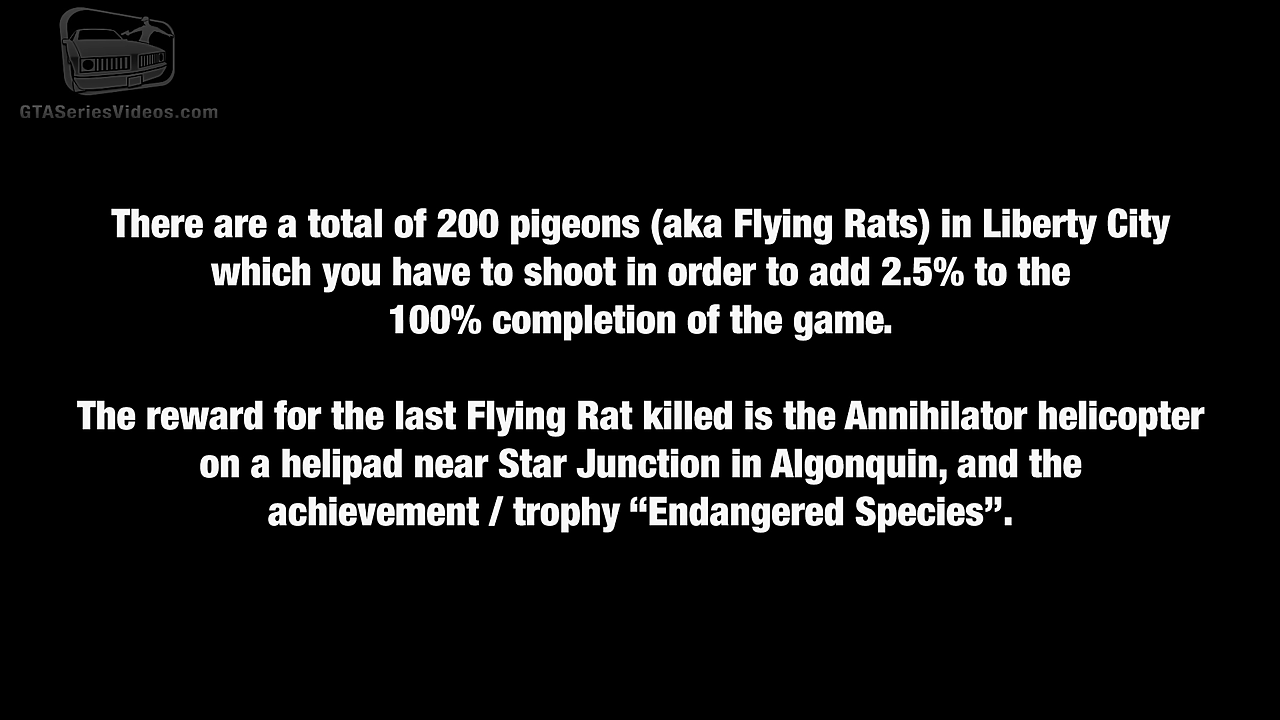 GTASeriesVideos.com
There are a total of 200 pigeons (aka Flying Rats) in Liberty City
which you have to shoot in order to add 2.5% to the
100% completion of the game.
The reward for the last Flying Rat killed is the Annihilator helicopter
on a helipad near Star Junction in Algonquin, and the
achievement / trophy “Endangered Species”.